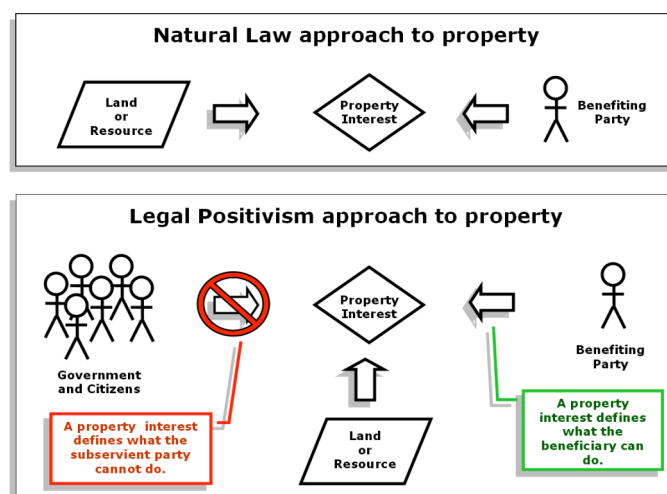 Natural Law approach to property
Land
or
Resource
Property
Interest
Benefiting
Party
Legal Positivism approach to property
Government
and Citizens
Property
Interest
Benefiting
Party
A property interest
defines what the
subservient party
cannot do.
Land
or
Resource
A property
interest defines
what the
beneficiary can
do.